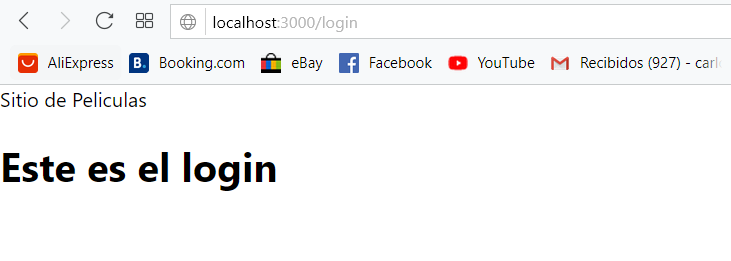 localhost:3000/login
AliExpress B. Booking.com eBay Facebook YouTube Recibidos (927) - carl
Sitio de Peliculas
Este es el login